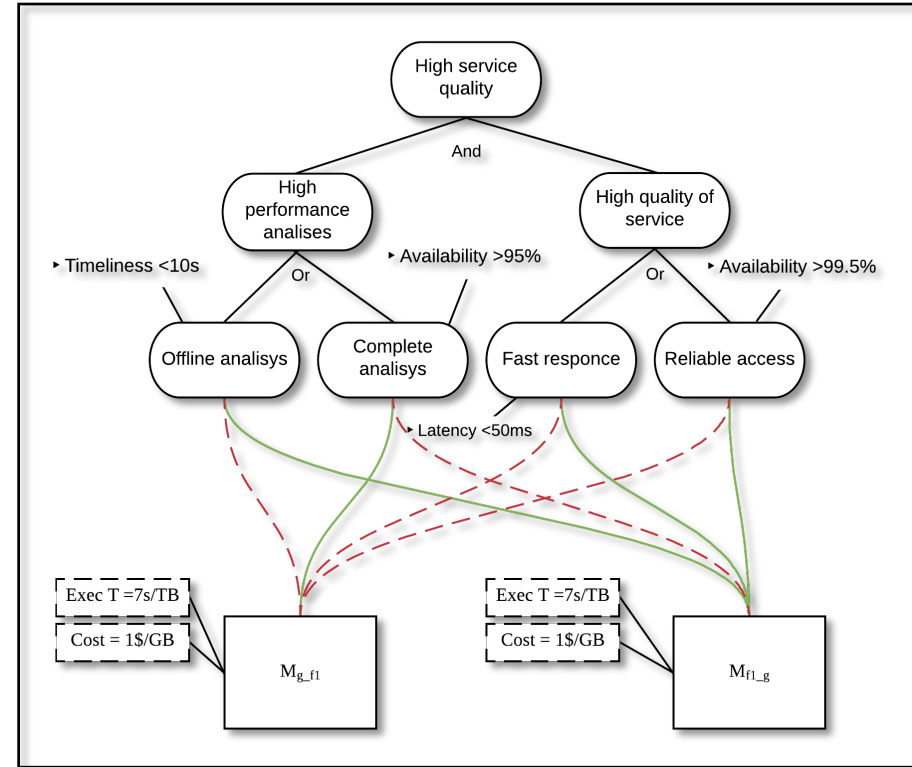 High service
quality
And
High
performance
analises
High quality of
service
Timeliness <10s
Or
Availability >95%
Or
Availability >99.5%
Offline analisys
Complete
analisys
Fast responce
Reliable access
Latency <50ms
Exec T =7s/TB
Cost = 1$/GB
Mg_f1
Exec T =7s/TB
Cost = 1$/GB
Mf1_g